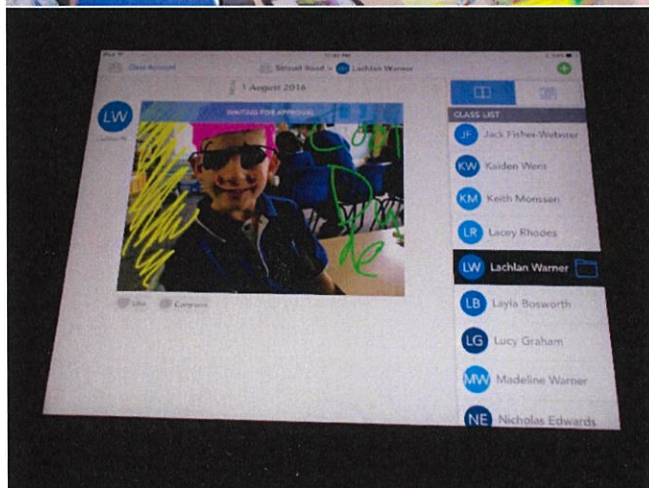 iPad
Class Account
Stroud Road
Lachlan Warner
1 August 2016
LW
WAITING FOR APPROVAL
Like
Comment
CLASS LIST
JF Jack Fisher-Webster
KW Kaiden Went
KM Keith Monssen
LR Lacey Rhodes
LW Lachlan Warner
LB Layla Bosworth
LG Lucy Graham
MW Madeline Warner
NE Nicholas Edwards